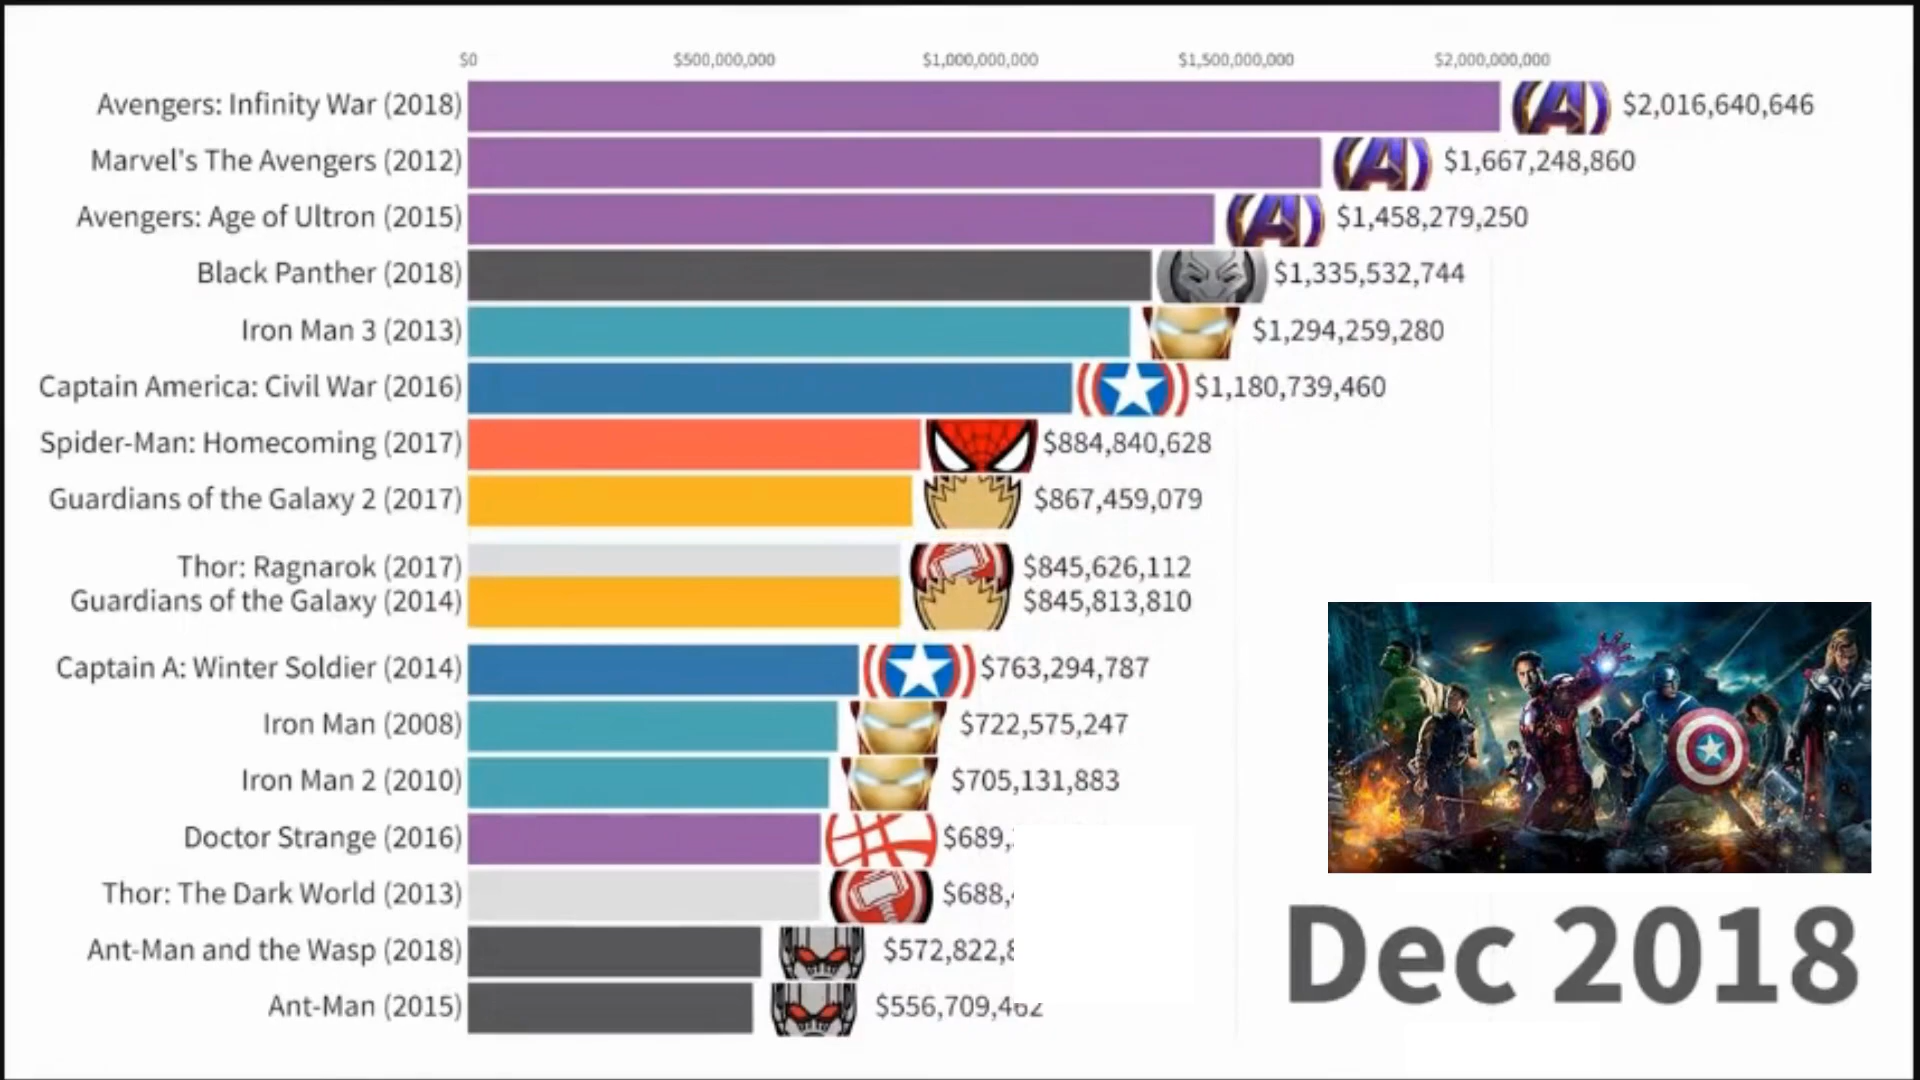 $0 $500,000,000 $1,000,000,000 $1,500,000,000 $2,000,000,000
Avengers: Infinity War (2018) $2,016,640,646
Marvel's The Avengers (2012) $1,667,248,860
Avengers: Age of Ultron (2015) $1,458,279,250
Black Panther (2018) $1,335,532,744
Iron Man 3 (2013) $1,294,259,280
Captain America: Civil War (2016) $1,180,739,460
Spider-Man: Homecoming (2017) $884,840,628
Guardians of the Galaxy 2 (2017) $867,459,079
Thor: Ragnarok (2017) $845,626,112
Guardians of the Galaxy (2014) $845,813,810
Captain A: Winter Soldier (2014) $763,294,787
Iron Man (2008) $722,575,247
Iron Man 2 (2010) $705,131,883
Doctor Strange (2016) $689,
Thor: The Dark World (2013) $688,
Ant-Man and the Wasp (2018) $572,822,
Ant-Man (2015) $556,709,462
Dec 2018